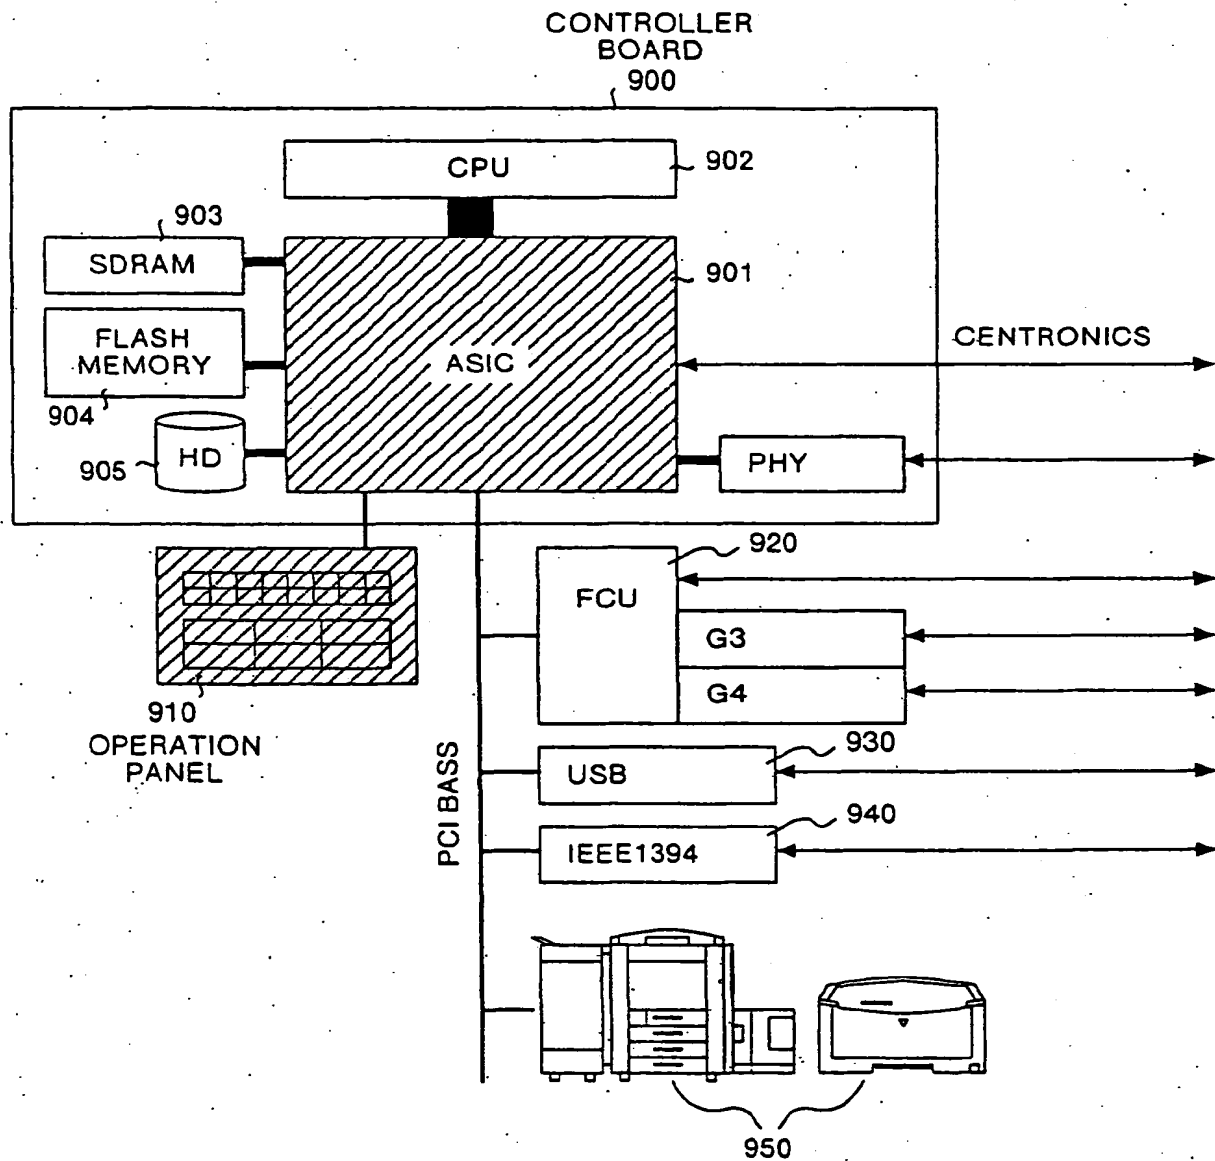 CONTROLLER
BOARD
900
CPU
902
903
SDRAM
901
FLASH
MEMORY
904
ASIC
CENTRONICS
905
HD
PHY
920
FCU
G3
G4
910
OPERATION
PANEL
PCI BASS
930
USB
940
IEEE1394
950